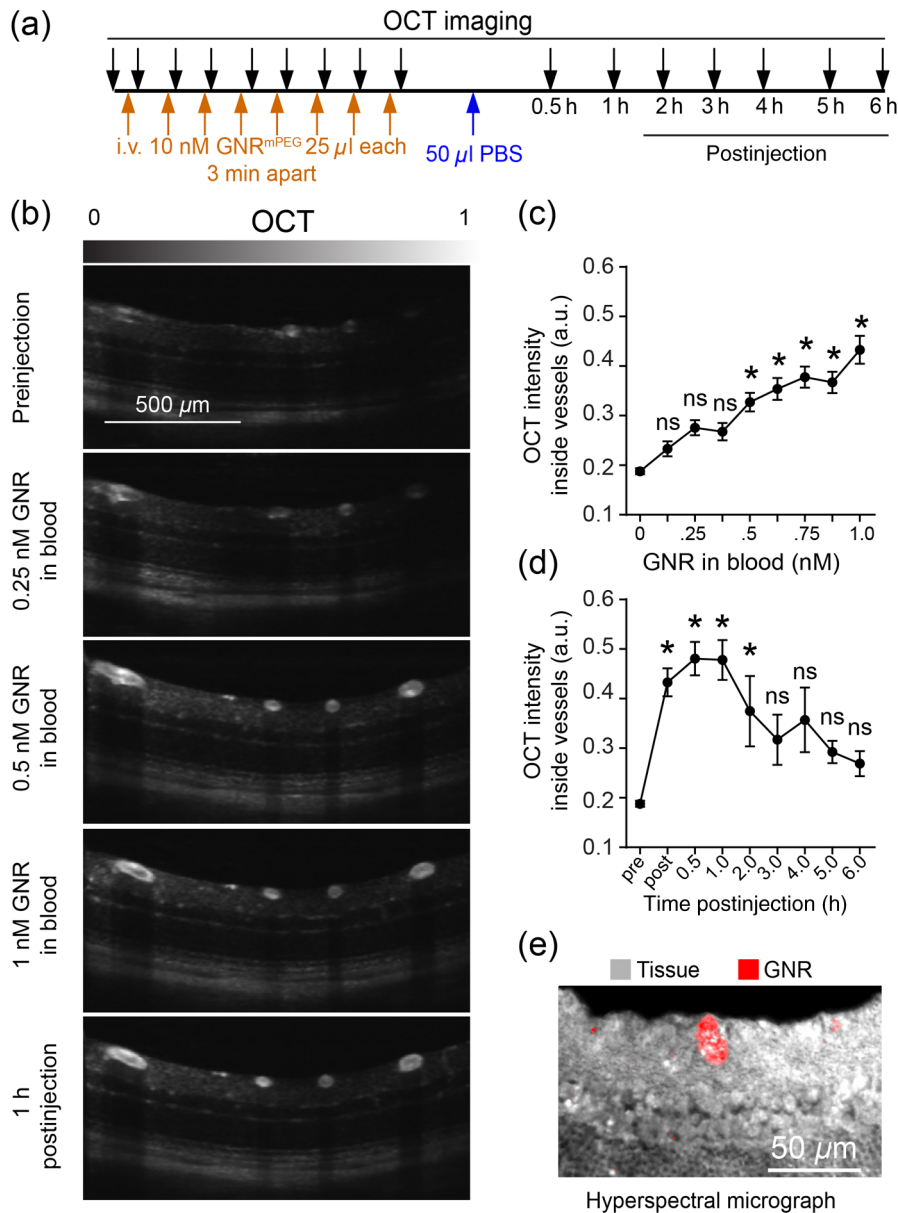 (a)
OCT imaging
0.5 h 1 h 2 h 3 h 4 h 5 h 6 h
i.v. 10 nM GNRmPEG 25 µl each
3 min apart
50 µl PBS
Postinjection
(b)
0 OCT 1
Preinjectoion
500 µm
0.25 nM GNR
in blood
0.5 nM GNR
in blood
1 nM GNR
in blood
1 h
postinjection
(c)
OCT intensity
inside vessels (a.u.)
0.6
0.5
0.4
0.3
0.2
0.1
ns ns ns * * * * *
0 .25 .5 .75 1.0
GNR in blood (nM)
(d)
OCT intensity
inside vessels (a.u.)
0.6
0.5
0.4
0.3
0.2
0.1
* * * * ns ns ns ns
pre post 0.5 1.0 2.0 3.0 4.0 5.0 6.0
Time postinjection (h)
(e)
Tissue GNR
50 µm
Hyperspectral micrograph